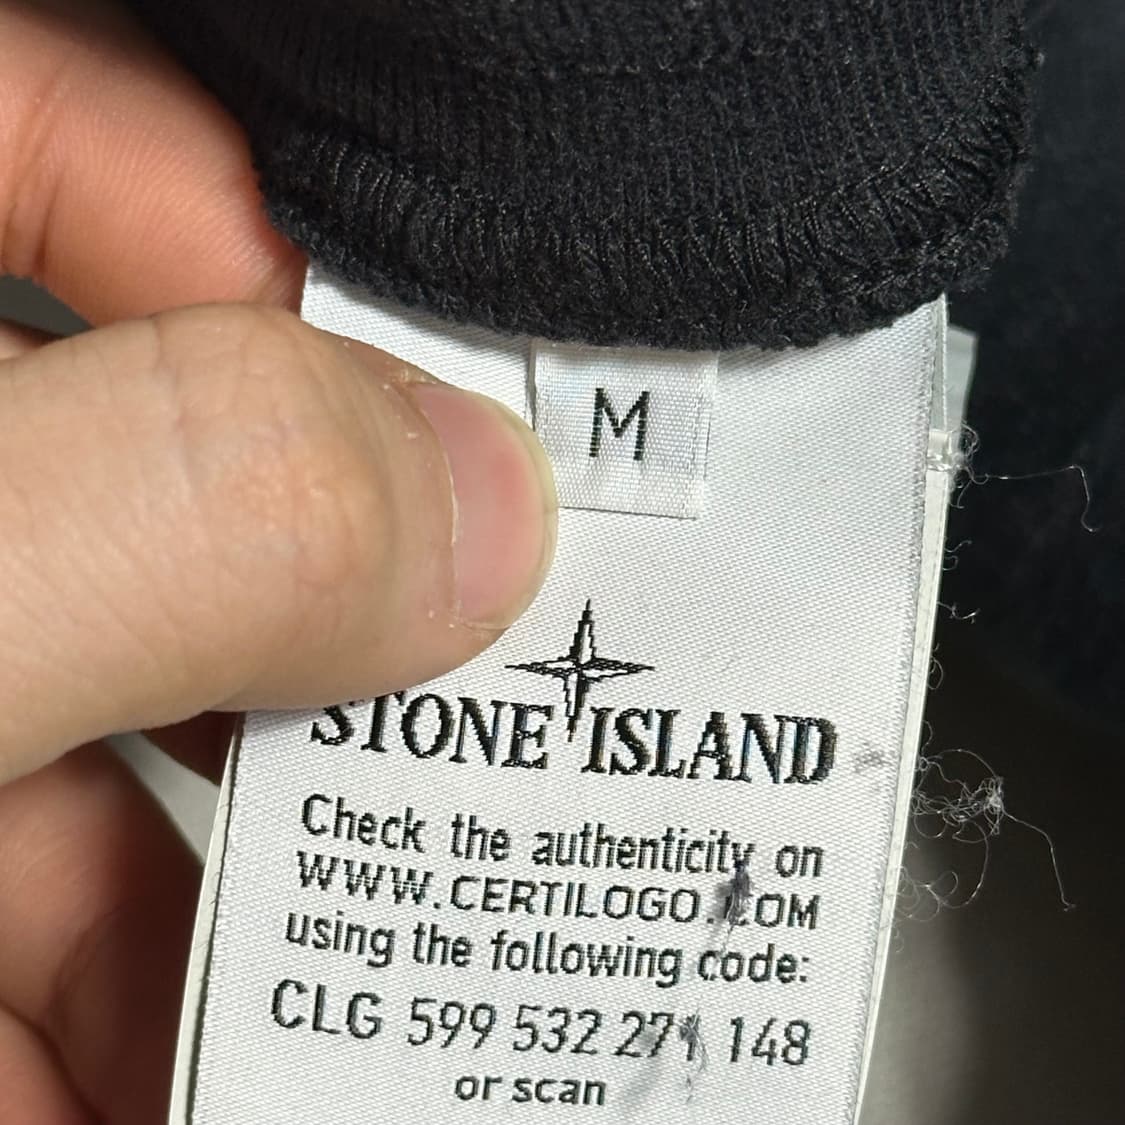 M
STONE ISLAND
Check the authenticity on
WWW.CERTILOGO.COM
using the following code:
CLG 599 532 271 148
or scan